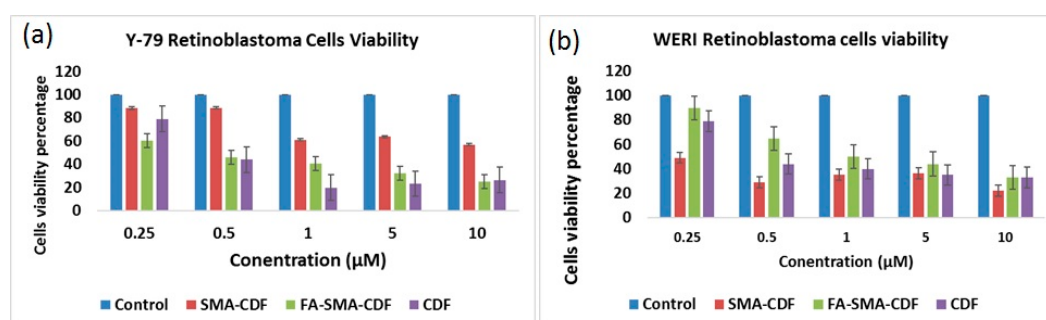 (a)
Y-79 Retinoblastoma Cells Viability
Cells viability percentage
120
100
80
60
40
20
0
0.25 0.5 1 5 10
Conentration (µM)
Control SMA-CDF FA-SMA-CDF CDF
(b)
WERI Retinoblastoma cells viability
Cells viability percentage
120
100
80
60
40
20
0
0.25 0.5 1 5 10
Concentration (µM)
Control SMA-CDF FA-SMA-CDF CDF